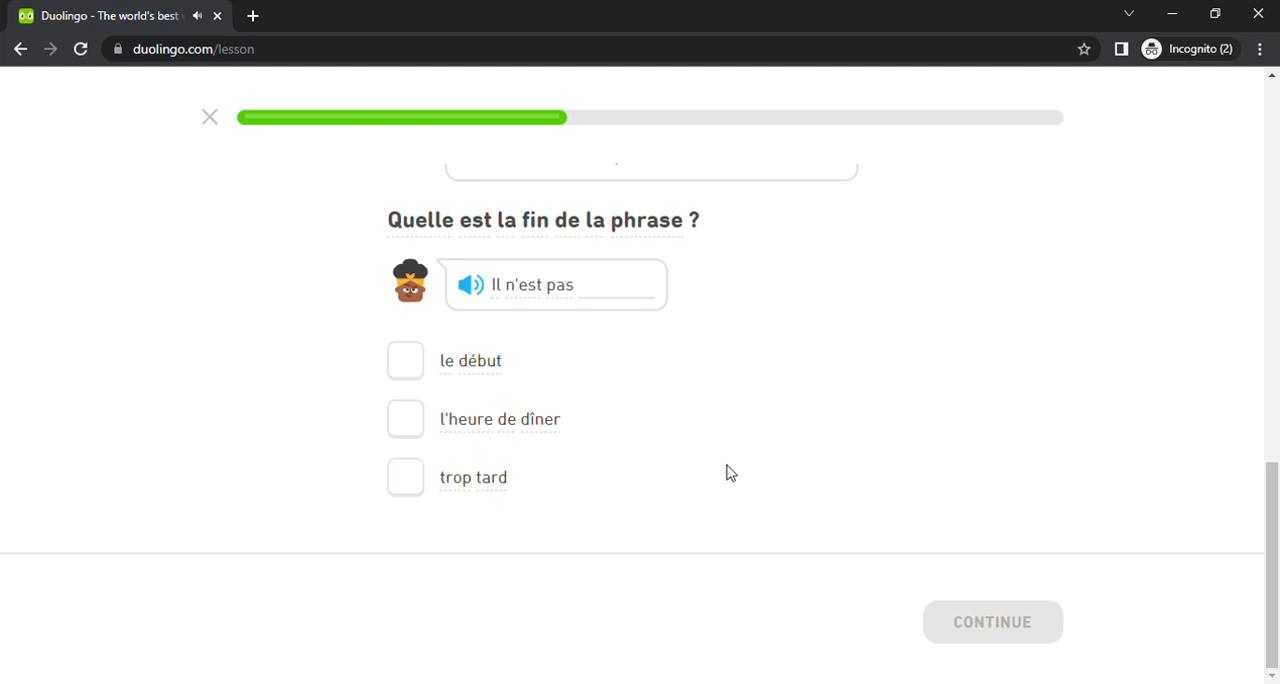 Duolingo - The world's best
duolingo.com/lesson
Incognito (2)
Quelle est la fin de la phrase ?
Il n'est pas
le début
l'heure de dîner
trop tard
CONTINUE